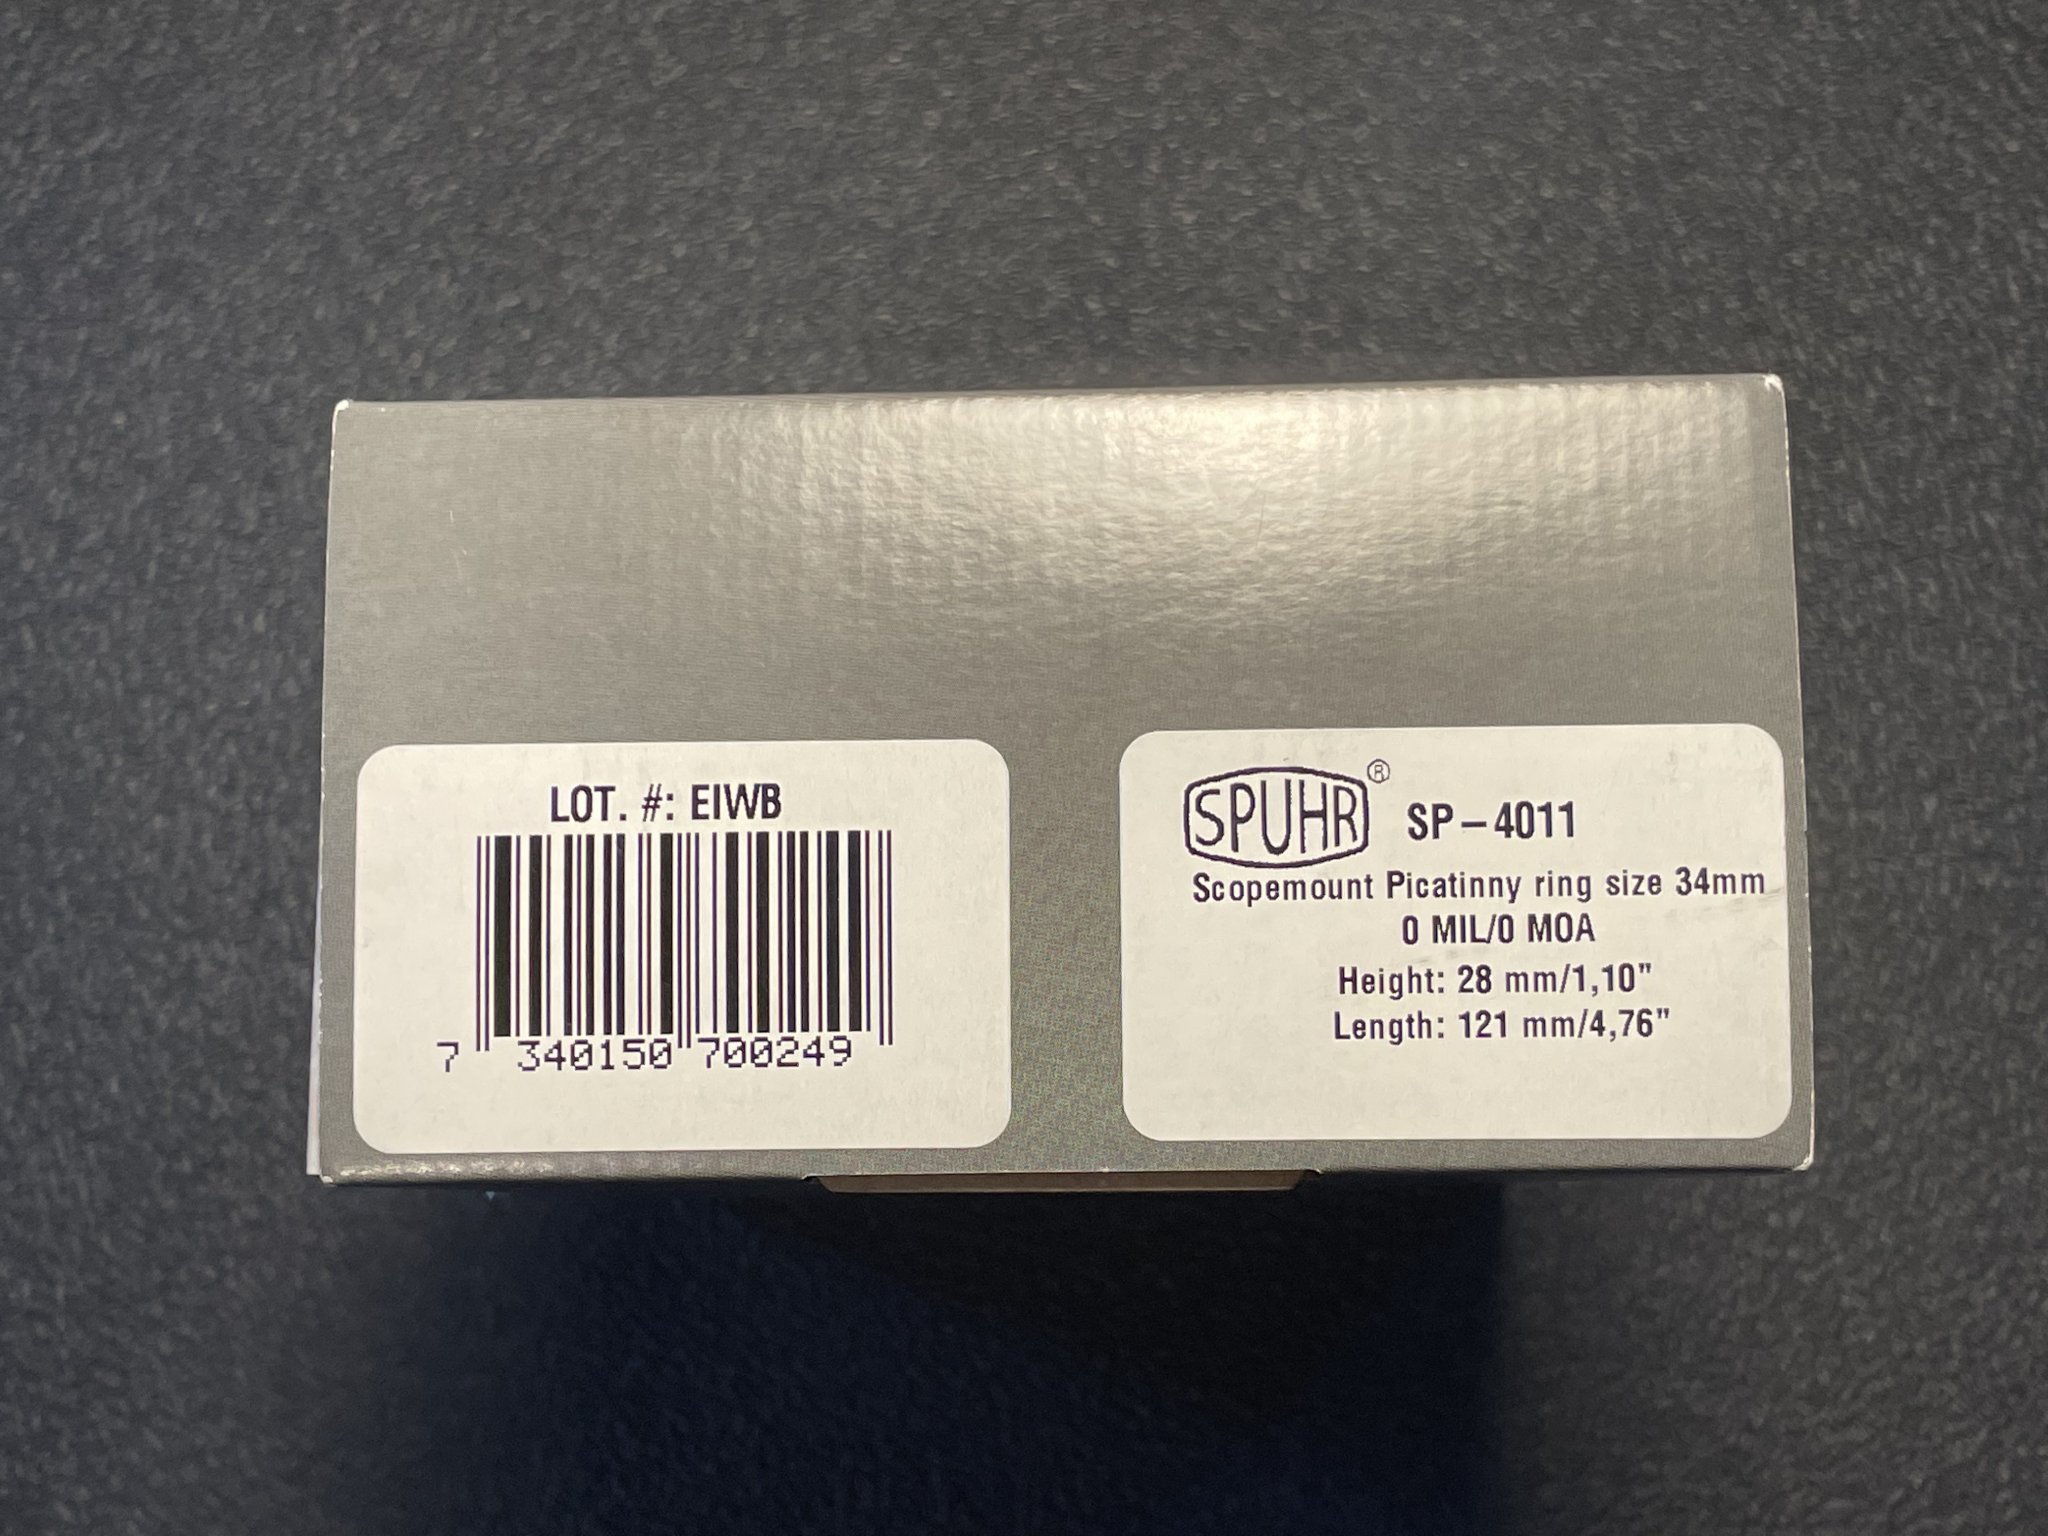 LOT. #: EIWB
7 340150 700249
SPUHR® SP-4011
Scopemount Picatinny ring size 34mm
0 MIL/0 MOA
Height: 28 mm/1,10"
Length: 121 mm/4,76"